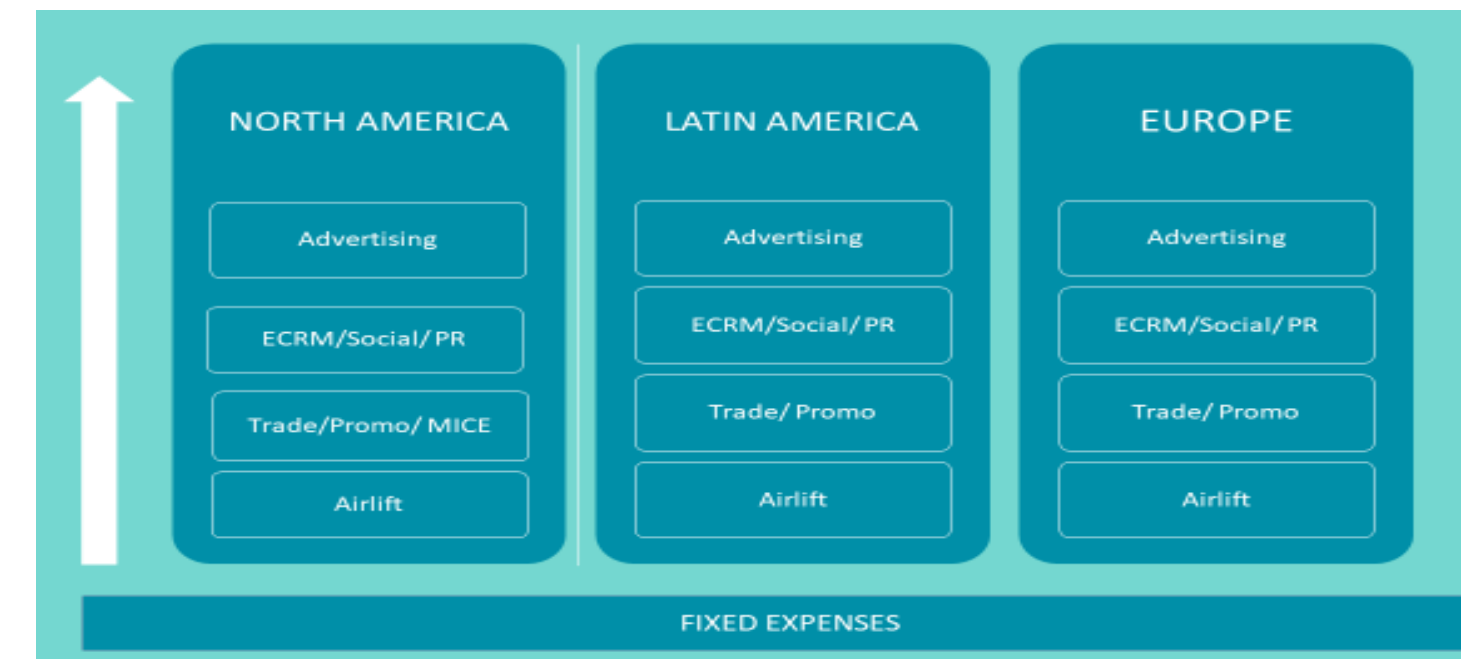 NORTH AMERICA
Advertising
ECRM/Social/PR
Trade/Promo/MICE
Airlift
LATIN AMERICA
Advertising
ECRM/Social/PR
Trade/Promo
Airlift
EUROPE
Advertising
ECRM/Social/PR
Trade/Promo
Airlift
FIXED EXPENSES